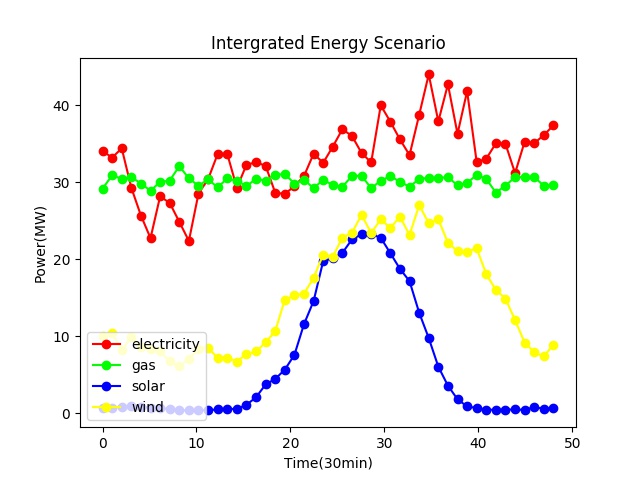 Intergrated Energy Scenario
Power(MW)
40
30
20
10
0
electricity
gas
solar
wind
0 10 20 30 40 50
Time(30min)